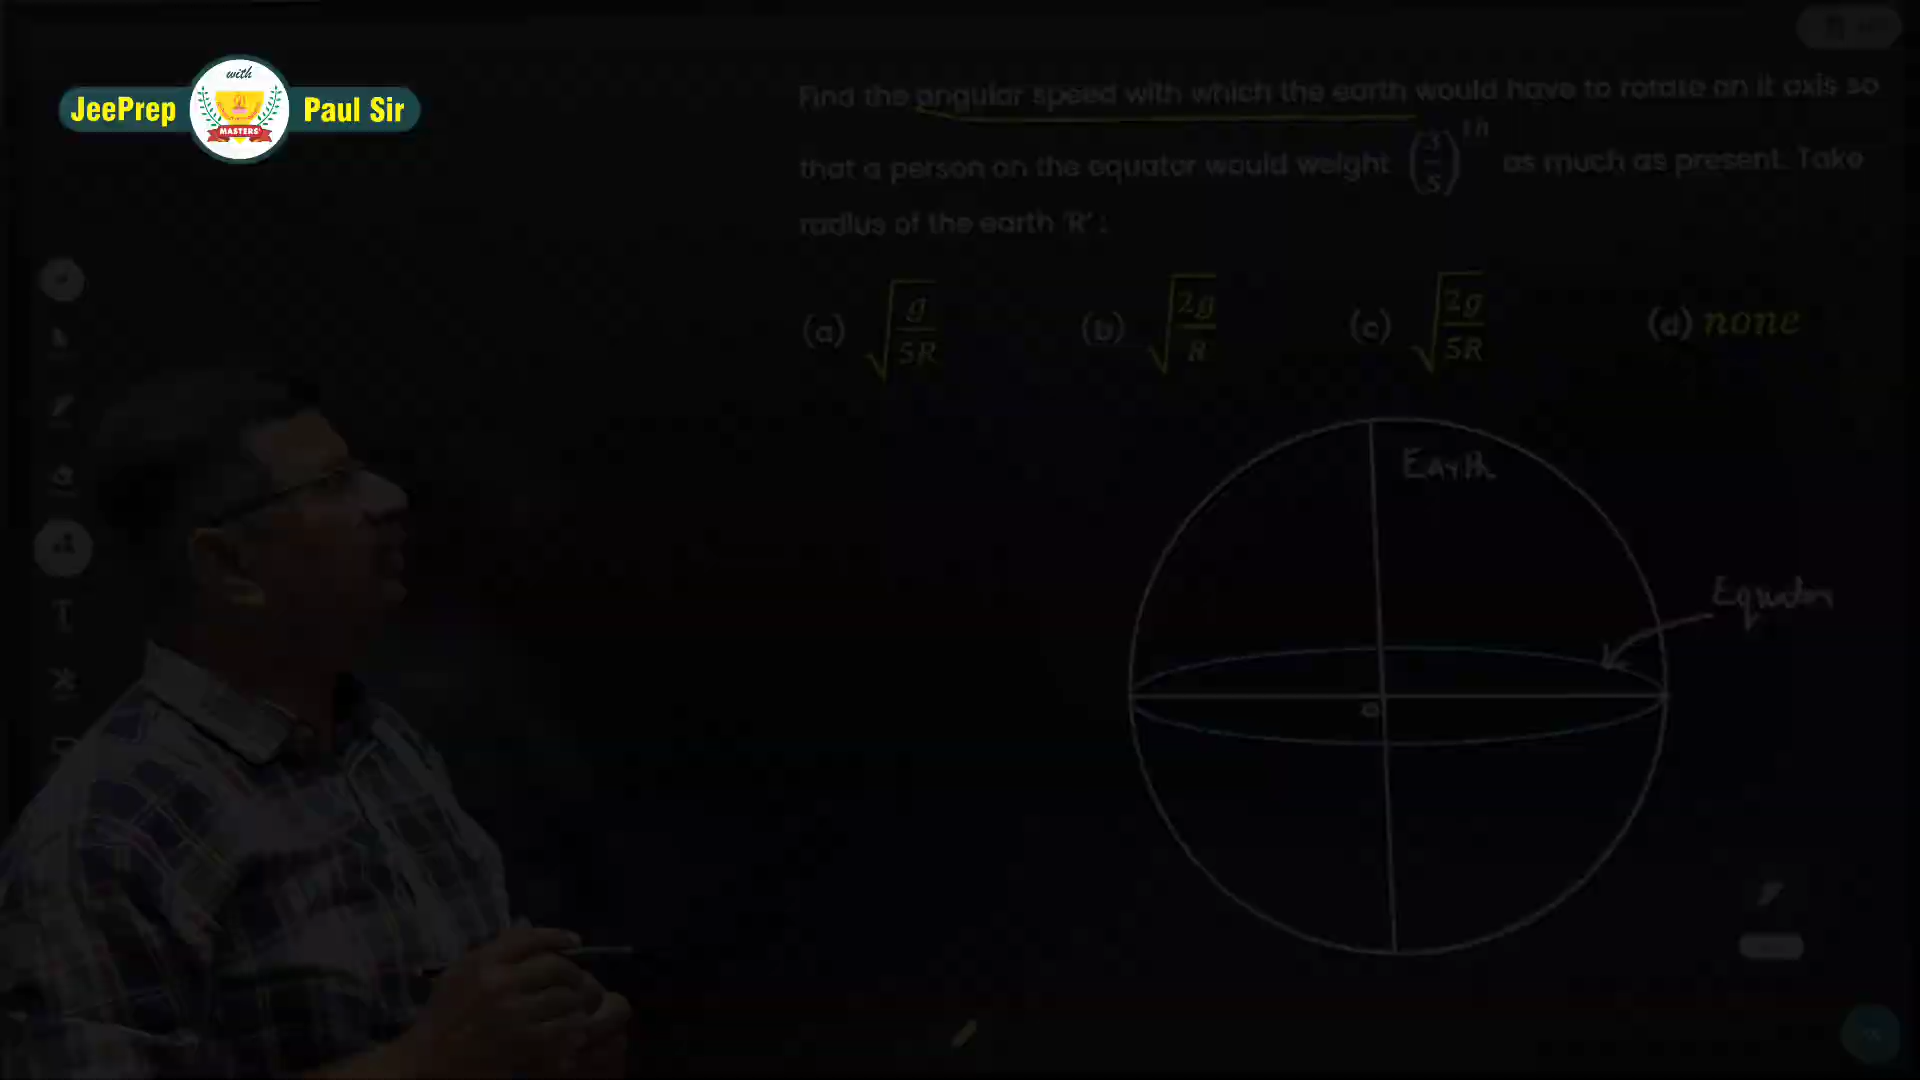 with
JeePrep
Paul Sir
MASTERS
Find the angular speed with which the earth would have to rotate on it axis so
that a person on the equator would weight (3/5)^th as much as present. Take
radius of the earth 'R' :
(a) √(g/5R) (b) √(2g/R) (c) √(2g/5R) (d) none
Earth
Equator
O